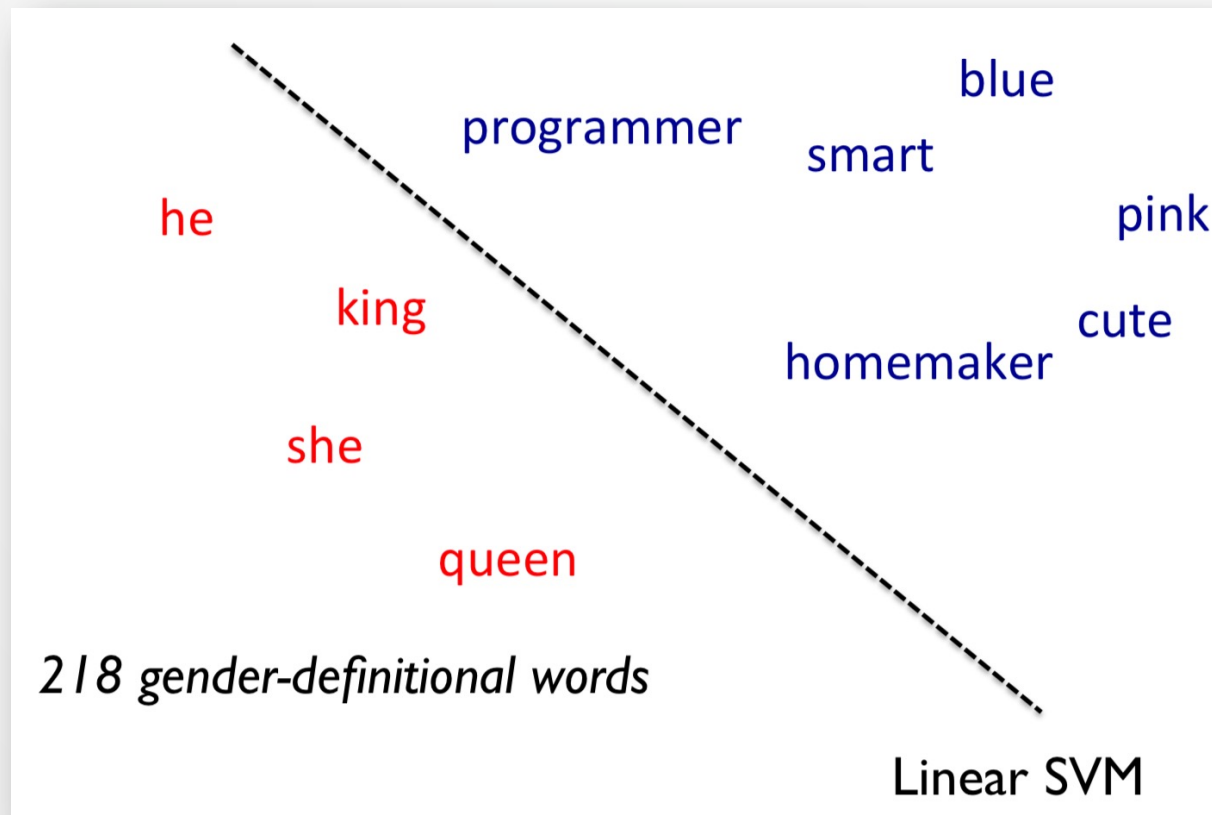 blue
programmer
smart
he
pink
king
cute
homemaker
she
queen
218 gender-definitional words
Linear SVM